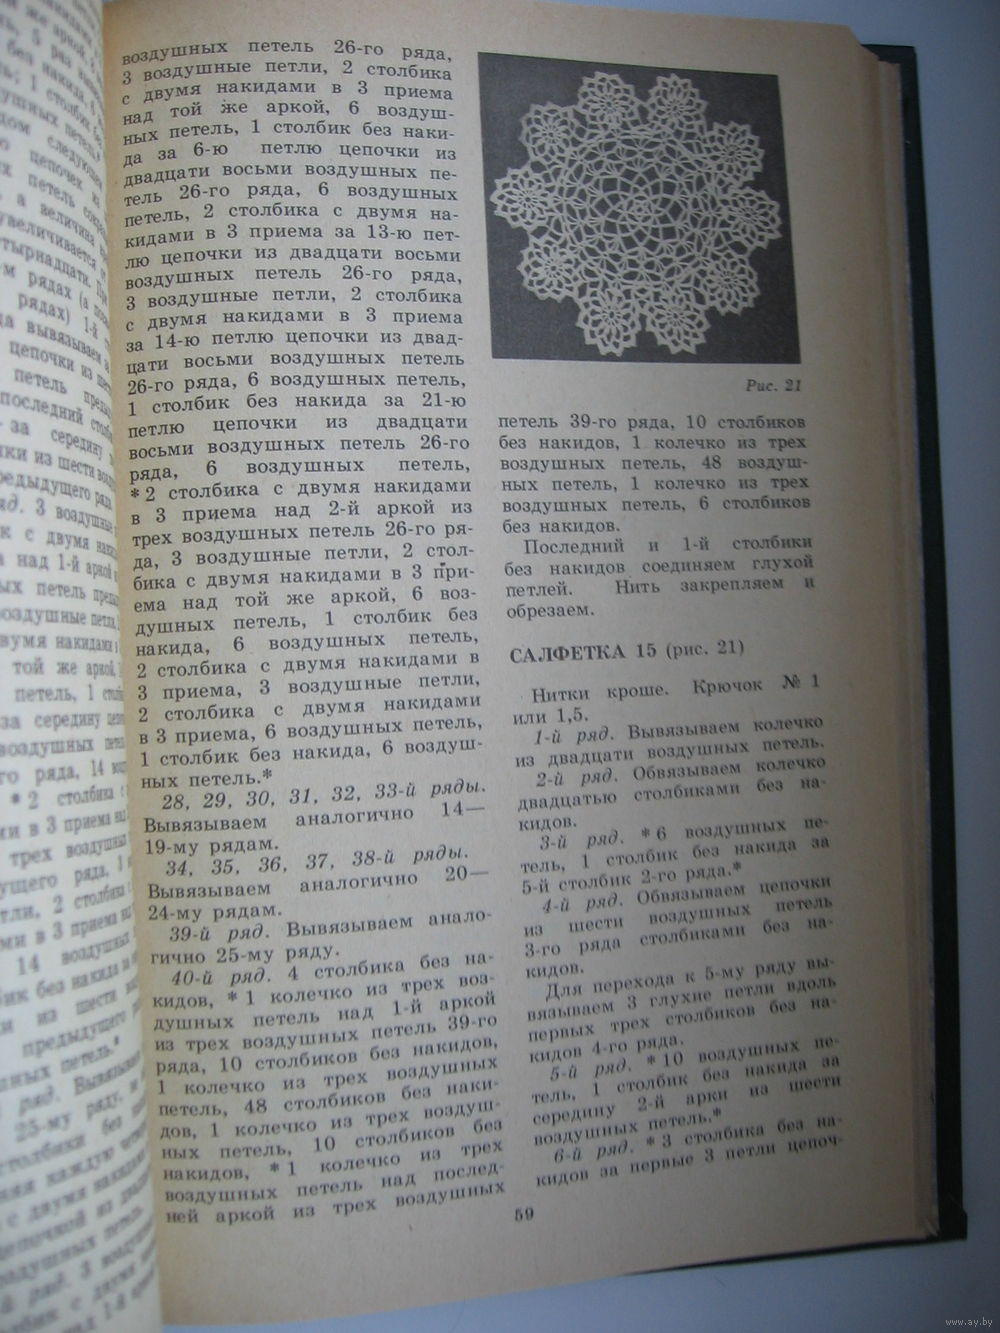 воздушных петель 26-го ряда,
3 воздушные петли, 2 столбика
с двумя накидами в 3 приема
над той же аркой, 6 воздуш-
ных петель, 1 столбик без наки-
да за 6-ю петлю цепочки из
двадцати восьми воздушных пе-
тель 26-го ряда, 6 воздушных
петель, 2 столбика с двумя на-
кидами в 3 приема за 13-ю пет-
лю цепочки из двадцати восьми
воздушных петель 26-го ряда,
3 воздушные петли, 2 столбика
с двумя накидами в 3 приема
за 14-ю петлю цепочки из двад-
цати восьми воздушных петель
26-го ряда, 6 воздушных петель,
1 столбик без накида за 21-ю
петлю цепочки из двадцати
восьми воздушных петель 26-го
ряда, 6 воздушных петель,
*2 столбика с двумя накидами
в 3 приема над 2-й аркой из
трех воздушных петель 26-го ря-
да, 3 воздушные петли, 2 стол-
бика с двумя накидами в 3 при-
ема над той же аркой, 6 воз-
душных петель, 1 столбик без
накида, 6 воздушных петель,
2 столбика с двумя накидами в
3 приема, 3 воздушные петли,
2 столбика с двумя накидами
в 3 приема, 6 воздушных петель,
1 столбик без накида, 6 воздуш-
ных петель.*
28, 29, 30, 31, 32, 33-й ряды.
Вывязываем аналогично 14—
19-му рядам.
34, 35, 36, 37, 38-й ряды.
Вывязываем аналогично 20—
24-му рядам.
39-й ряд. Вывязываем анало-
гично 25-му ряду.
40-й ряд. 4 столбика без на-
кидов, *1 колечко из трех воз-
душных петель над 1-й аркой
из трех воздушных петель 39-го
ряда, 10 столбиков без накидов,
1 колечко из трех воздушных
петель, 48 столбиков без наки-
дов, 1 колечко из трех воздуш-
ных петель, 10 столбиков без
накидов, *1 колечко из трех
воздушных петель над послед-
ней аркой из трех воздушных
Рис. 21
петель 39-го ряда, 10 столбиков
без накидов, 1 колечко из трех
воздушных петель, 48 воздуш-
ных петель, 1 колечко из трех
воздушных петель, 6 столбиков
без накидов.
Последний и 1-й столбики
без накидов соединяем глухой
петлей. Нить закрепляем и
обрезаем.
САЛФЕТКА 15 (рис. 21)
Нитки кроше. Крючок № 1
или 1,5.
1-й ряд. Вывязываем колечко
из двадцати воздушных петель.
2-й ряд. Обвязываем колечко
двадцатью столбиками без на-
кидов.
3-й ряд. *6 воздушных пе-
тель, 1 столбик без накида за
5-й столбик 2-го ряда.*
4-й ряд. Обвязываем цепочки
из шести воздушных петель
3-го ряда столбиками без на-
кидов.
Для перехода к 5-му ряду вы-
вязываем 3 глухие петли вдоль
первых трех столбиков без на-
кидов 4-го ряда.
5-й ряд. *10 воздушных пе-
тель, 1 столбик без накида за
середину 2-й арки из шести
воздушных петель.*
6-й ряд. *3 столбика без на-
кидов за первые 3 петли цепоч-
59
www.ay.by